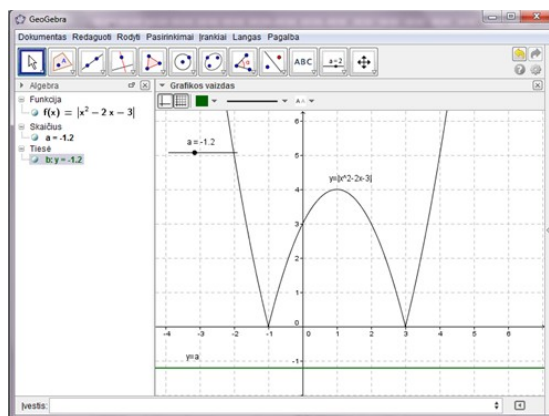 GeoGebra
Dokumentas Redaguoti Rodyti Pasirinkimai Įrankiai Langas Pagalba
A
ABC
a=2
Algebra
Grafikos vaizdas
Funkcija
f(x) = |x² − 2 x − 3|
Skaičius
a = -1.2
Tiesė
b: y = -1.2
a = -1.2
y=|x^2-2x-3|
y=a
6
5
4
3
2
1
0
-1
-4 -3 -2 -1 0 1 2 3 4 5 6
Įvestis: